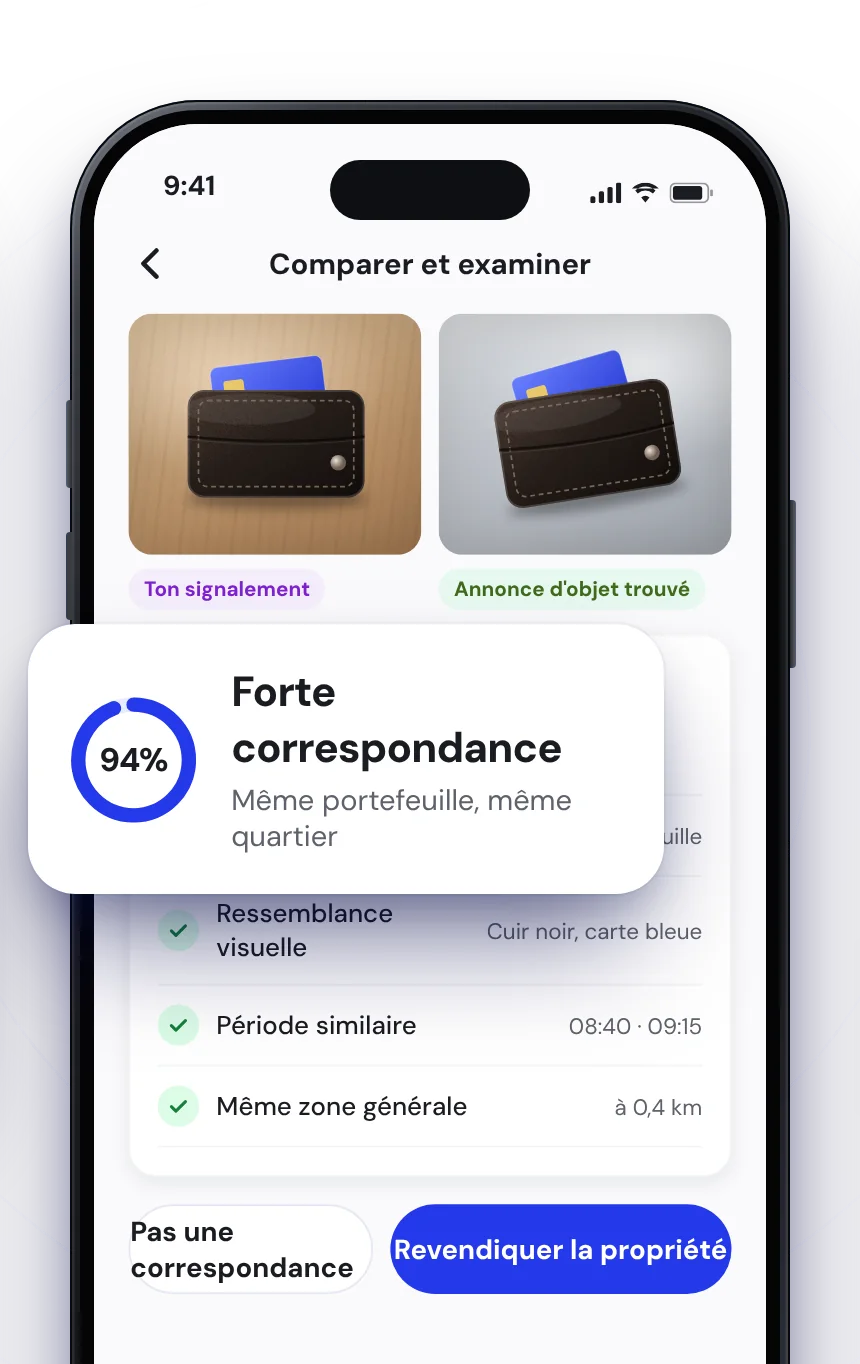 9:41
Comparer et examiner
Ton signalement
Annonce d'objet trouvé
94%
Forte
correspondance
Même portefeuille, même
quartier
Ressemblance
visuelle
Cuir noir, carte bleue
Période similaire
08:40 · 09:15
Même zone générale
à 0,4 km
Pas une
correspondance
Revendiquer la propriété